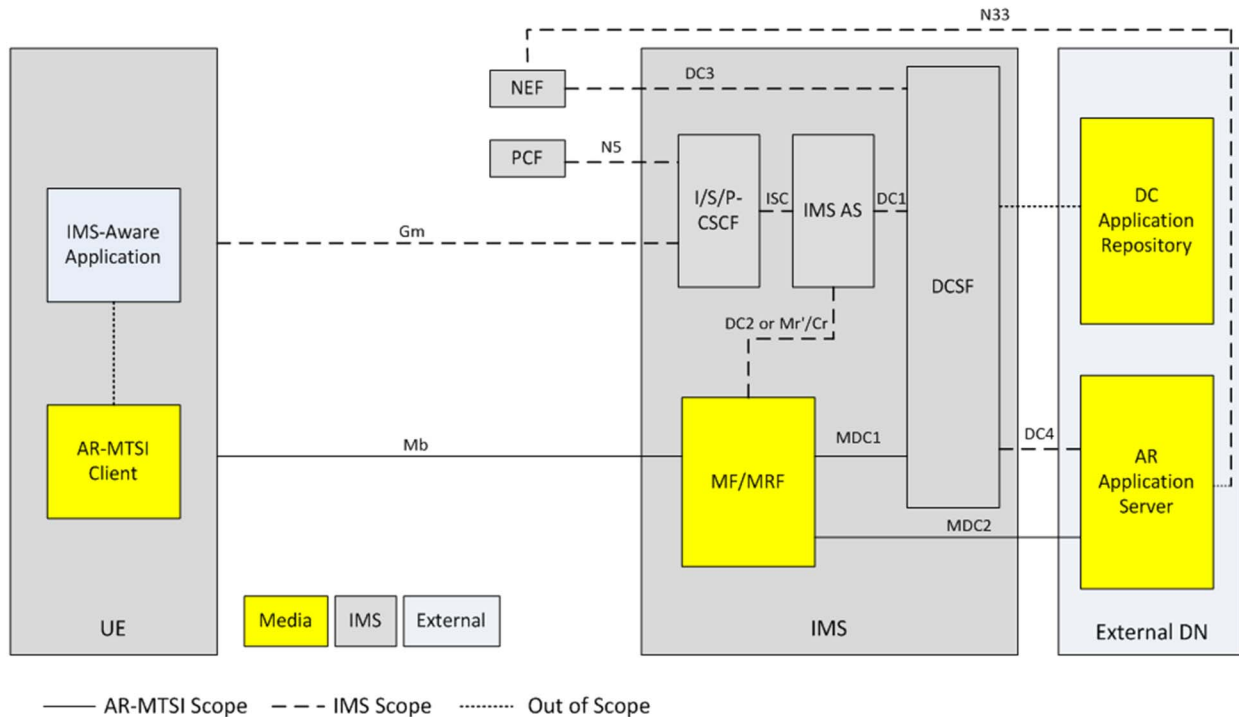 N33
NEF
DC3
PCF
N5
I/S/P-
CSCF
ISC
IMS AS
DC1
DCSF
DC
Application
Repository
IMS-Aware
Application
Gm
DC2 or Mr'/Cr
AR-MTSI
Client
Mb
MF/MRF
MDC1
DC4
AR
Application
Server
MDC2
UE
Media
IMS
External
IMS
External DN
AR-MTSI Scope
IMS Scope
Out of Scope